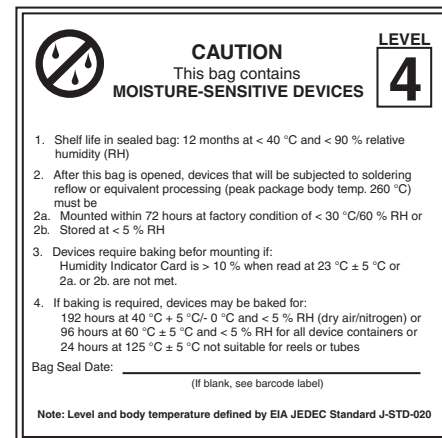 CAUTION
This bag contains
MOISTURE-SENSITIVE DEVICES
LEVEL
4
1. Shelf life in sealed bag: 12 months at < 40 °C and < 90 % relative
humidity (RH)
2. After this bag is opened, devices that will be subjected to soldering
reflow or equivalent processing (peak package body temp. 260 °C)
must be
2a. Mounted within 72 hours at factory condition of < 30 °C/60 % RH or
2b. Stored at < 5 % RH
3. Devices require baking befor mounting if:
Humidity Indicator Card is > 10 % when read at 23 °C ± 5 °C or
2a. or 2b. are not met.
4. If baking is required, devices may be baked for:
192 hours at 40 °C + 5 °C/- 0 °C and < 5 % RH (dry air/nitrogen) or
96 hours at 60 °C ± 5 °C and < 5 % RH for all device containers or
24 hours at 125 °C ± 5 °C not suitable for reels or tubes
Bag Seal Date:
(If blank, see barcode label)
Note: Level and body temperature defined by EIA JEDEC Standard J-STD-020